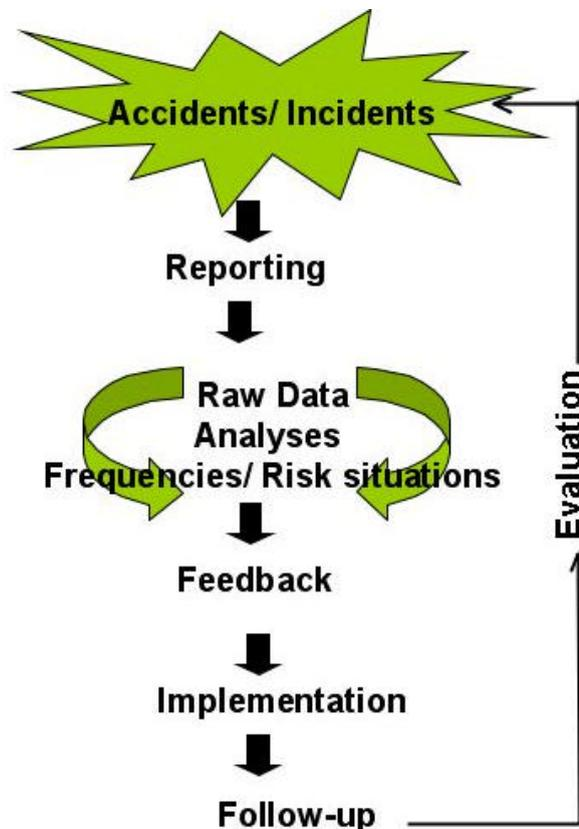 Accidents/ Incidents
Reporting
Raw Data
Analyses
Frequencies/ Risk situations
Feedback
Implementation
Follow-up
Evaluation